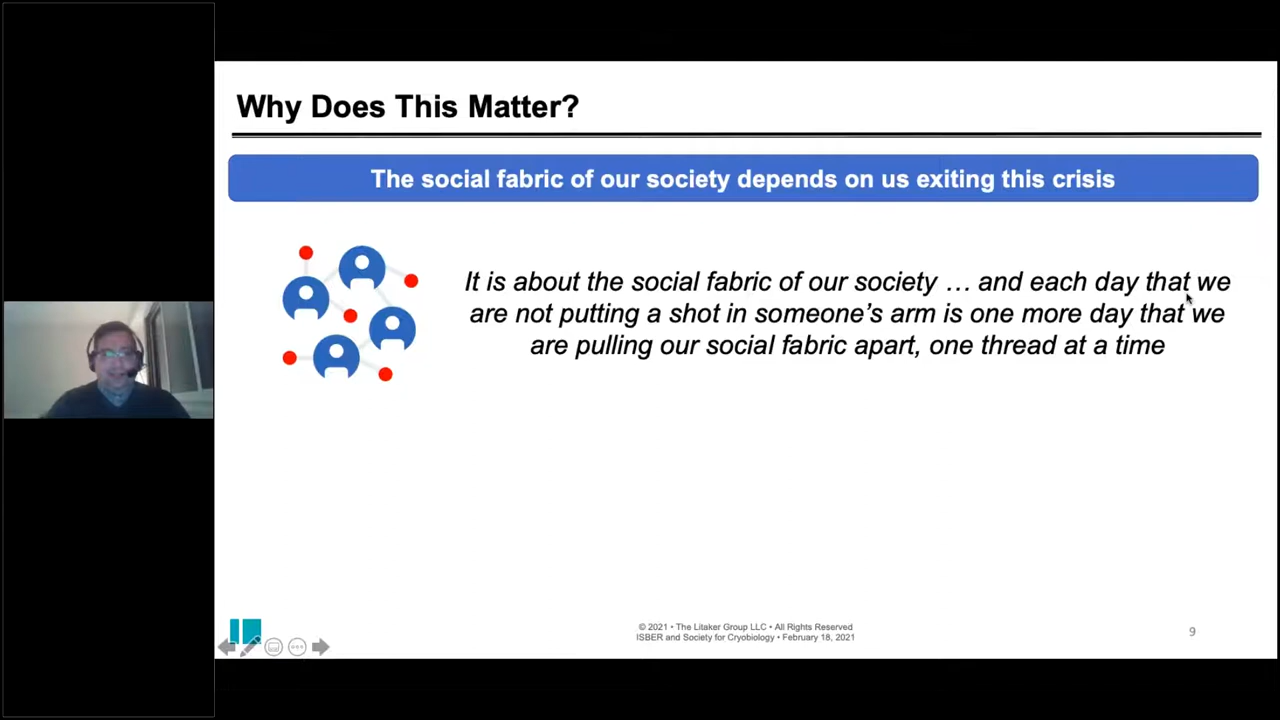 Why Does This Matter?
The social fabric of our society depends on us exiting this crisis
It is about the social fabric of our society … and each day that we
are not putting a shot in someone's arm is one more day that we
are pulling our social fabric apart, one thread at a time
© 2021 • The Litaker Group LLC • All Rights Reserved
ISBER and Society for Cryobiology • February 18, 2021
9